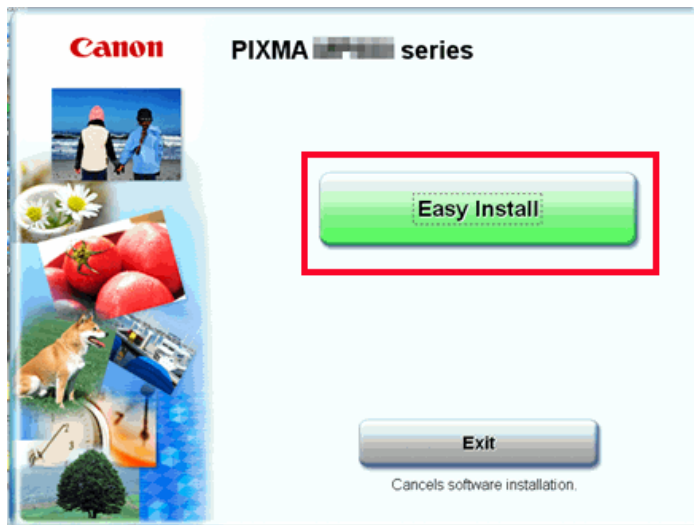 Canon
PIXMA series
Easy Install
Exit
Cancels software installation.